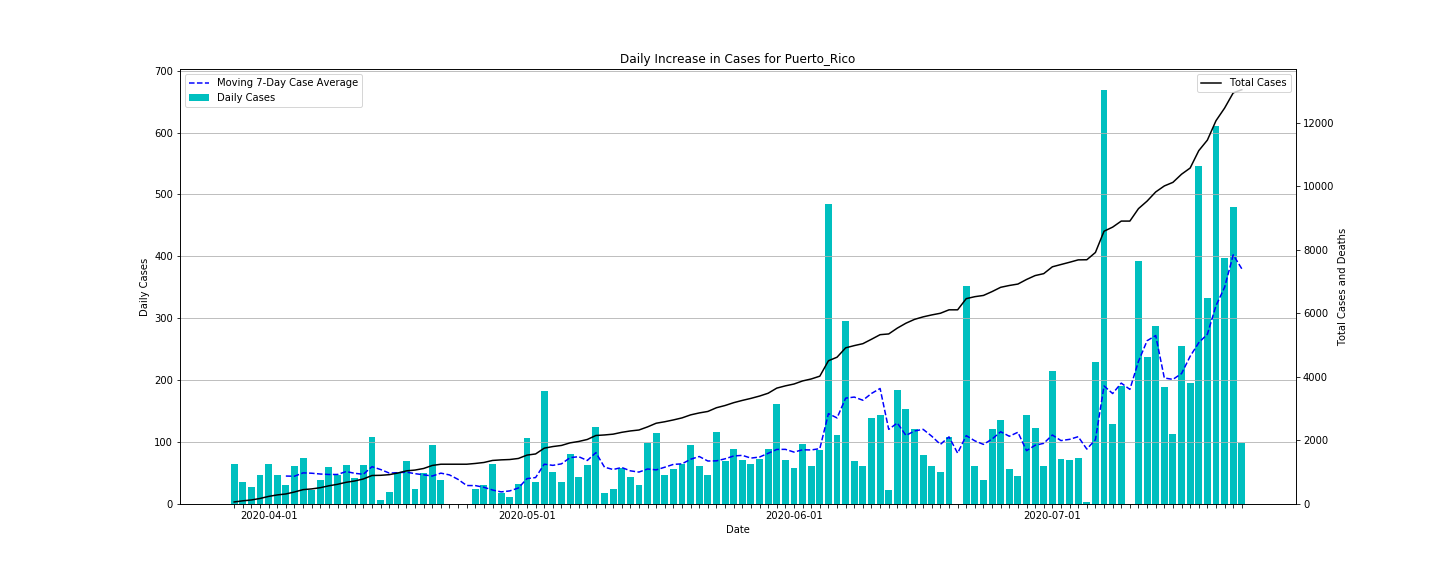 Daily Increase in Cases for Puerto_Rico
Moving 7-Day Case Average
Daily Cases
Total Cases
700
600
500
400
300
200
100
0
Daily Cases
12000
10000
8000
6000
4000
2000
0
Total Cases and Deaths
2020-04-01
2020-05-01
2020-06-01
2020-07-01
Date